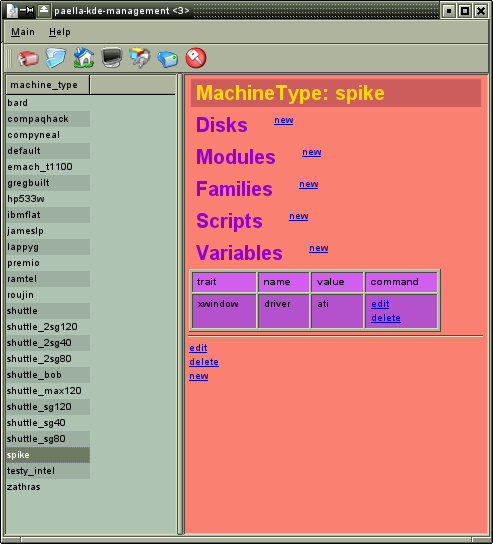 paella-kde-management <3>
Main Help
machine_type
bard
compaqhack
compyneal
default
emach_t1100
gregbuilt
hp533w
ibmflat
jameslp
lappyg
premio
ramtel
roujin
shuttle
shuttle_2sg120
shuttle_2sg40
shuttle_2sg80
shuttle_bob
shuttle_max120
shuttle_sg120
shuttle_sg40
shuttle_sg80
spike
testy_intel
zathras
MachineType: spike
Disks new
Modules new
Families new
Scripts new
Variables new
trait name value command
xwindow driver ati edit
delete
edit
delete
new